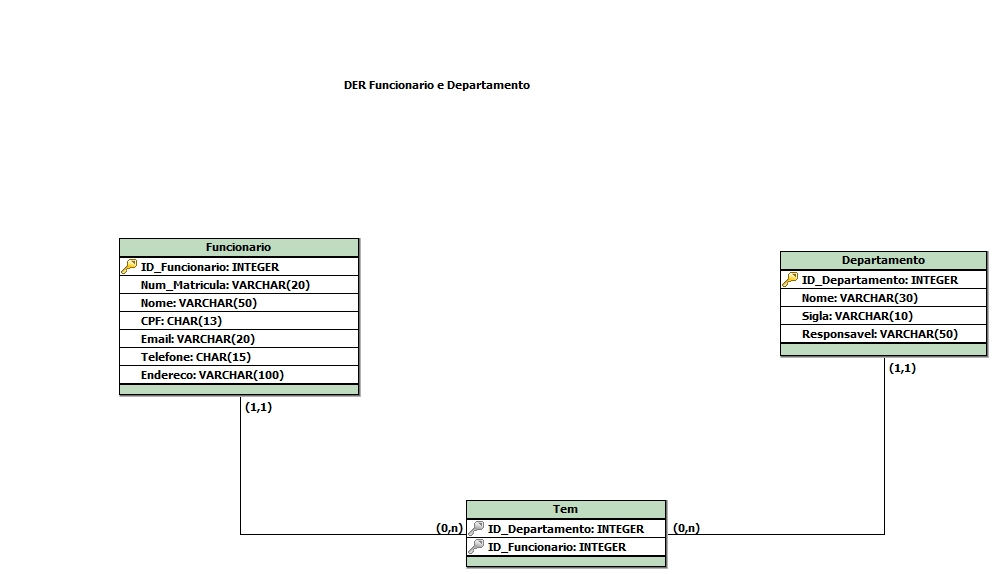 DER Funcionario e Departamento
Funcionario
ID_Funcionario: INTEGER
Num_Matricula: VARCHAR(20)
Nome: VARCHAR(50)
CPF: CHAR(13)
Email: VARCHAR(20)
Telefone: CHAR(15)
Endereco: VARCHAR(100)
(1,1)
Departamento
ID_Departamento: INTEGER
Nome: VARCHAR(30)
Sigla: VARCHAR(10)
Responsavel: VARCHAR(50)
(1,1)
Tem
(0,n) ID_Departamento: INTEGER (0,n)
ID_Funcionario: INTEGER